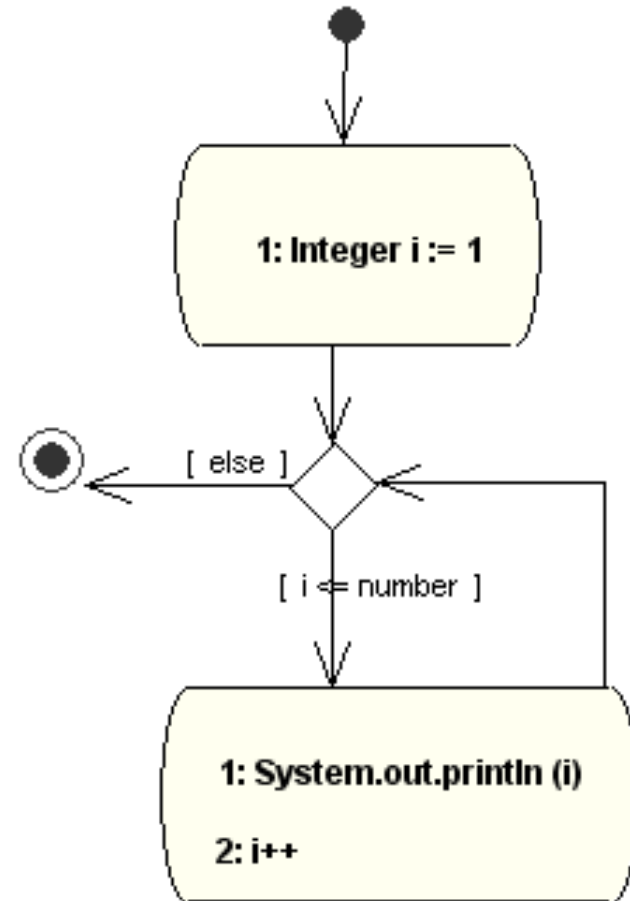 1: Integer i := 1
[ else ]
[ i <= number ]
1: System.out.println (i)
2: i++